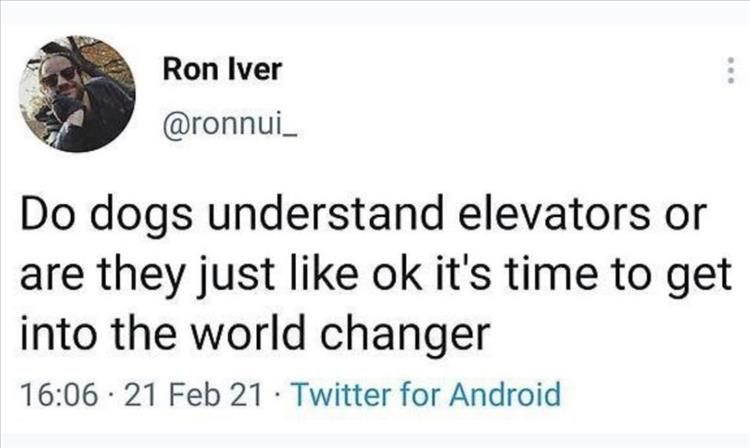 Ron Iver
@ronnui_
Do dogs understand elevators or
are they just like ok it's time to get
into the world changer
16:06 · 21 Feb 21 · Twitter for Android